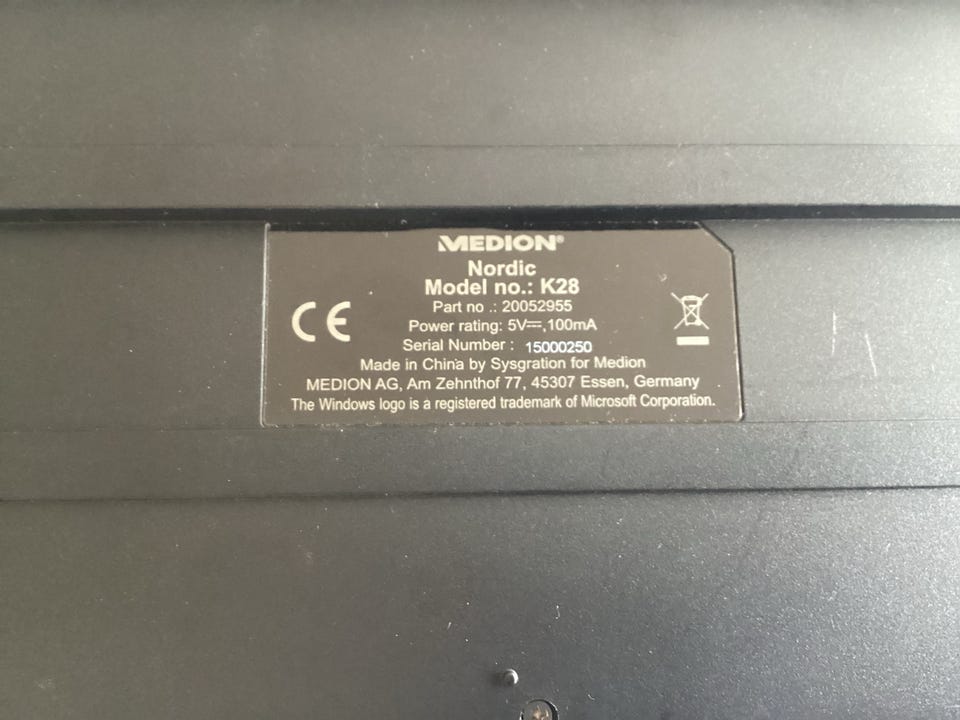 MEDION®
Nordic
Model no.: K28
Part no .: 20052955
Power rating: 5V⎓,100mA
Serial Number : 15000250
Made in China by Sysgration for Medion
MEDION AG, Am Zehnthof 77, 45307 Essen, Germany
The Windows logo is a registered trademark of Microsoft Corporation.
CE